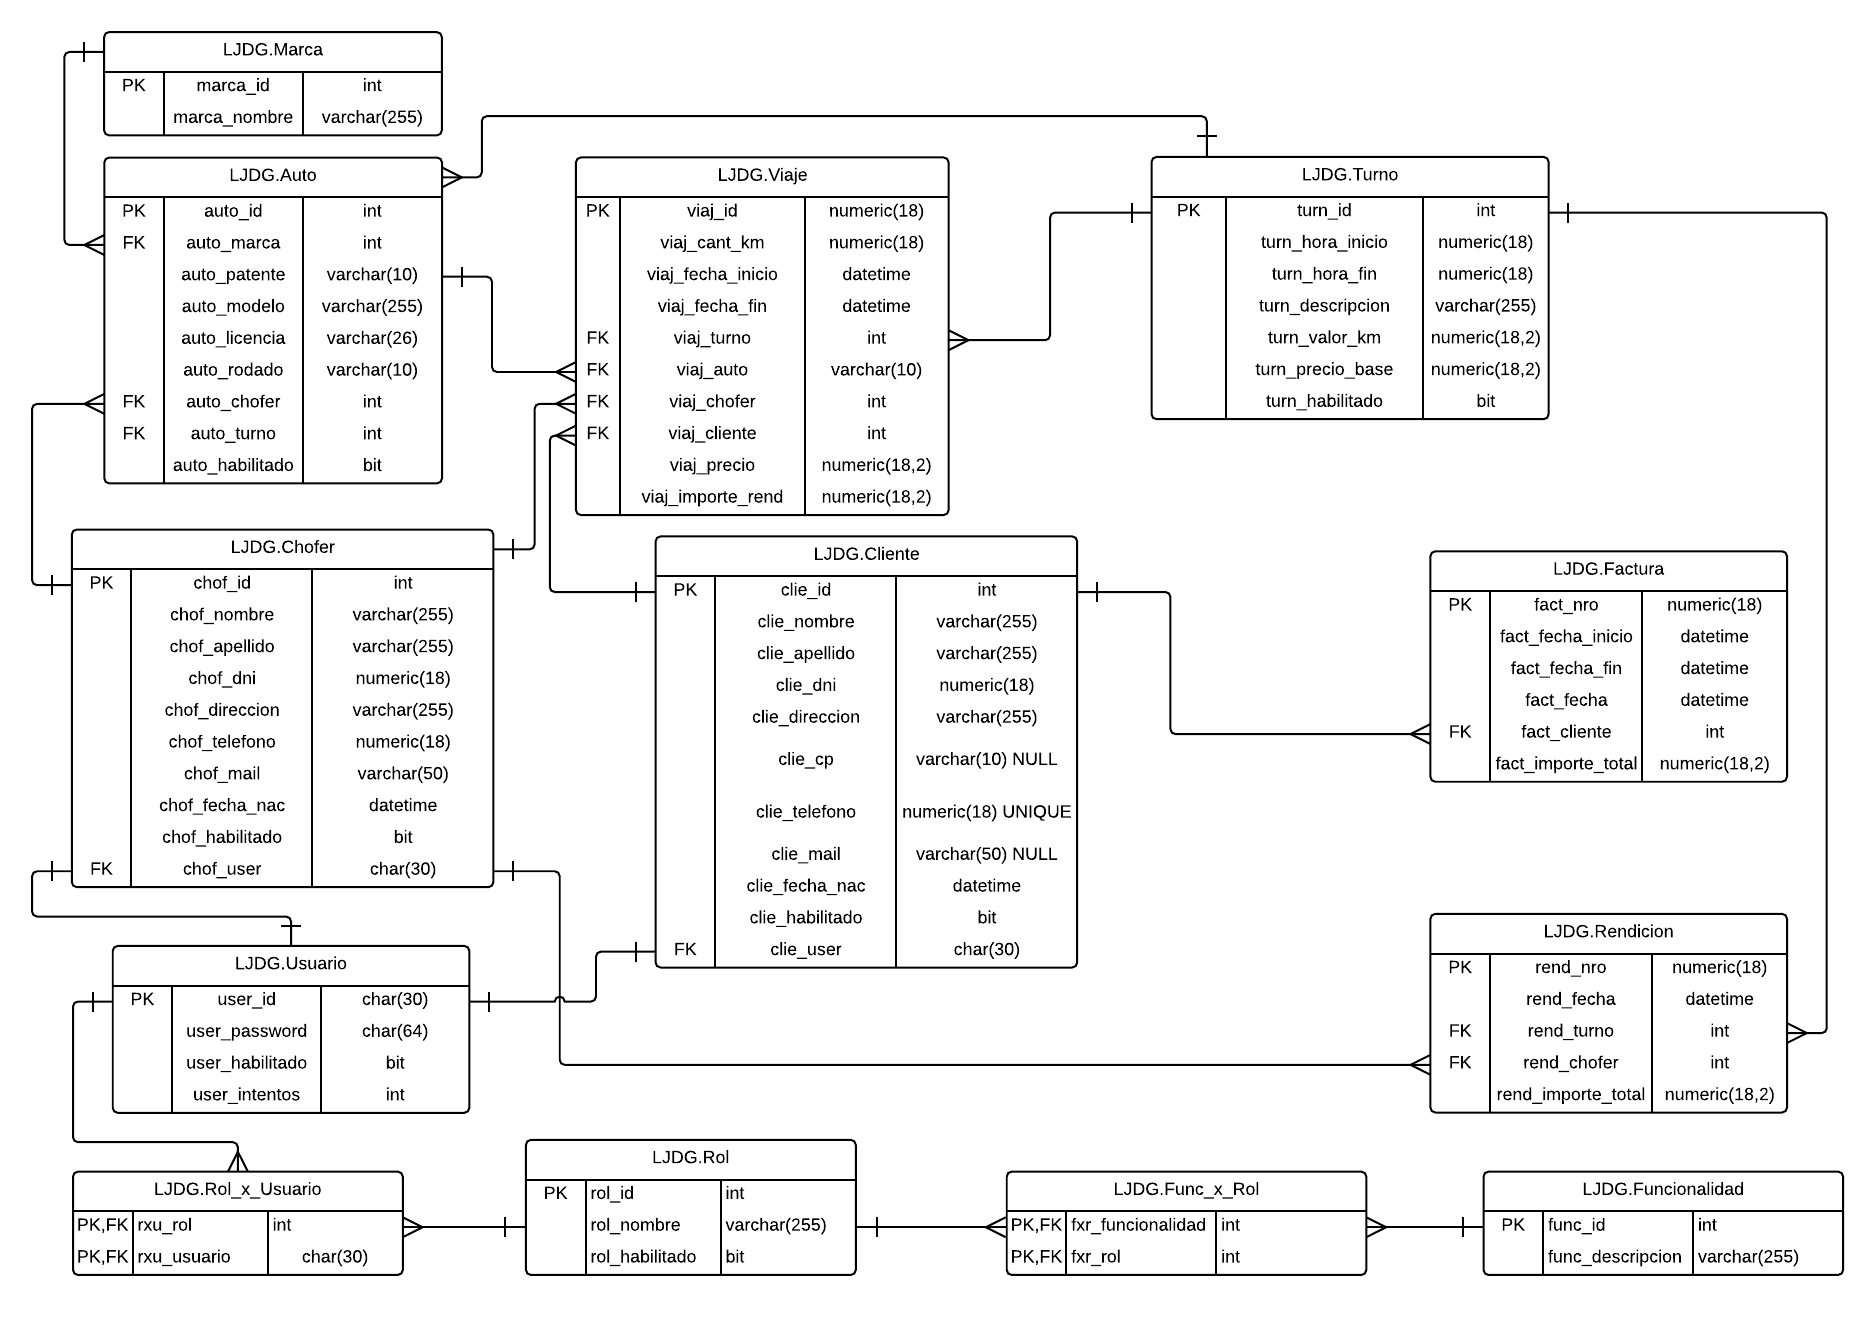 LJDG.Marca
PK marca_id int
marca_nombre varchar(255)
LJDG.Auto
PK auto_id int
FK auto_marca int
auto_patente varchar(10)
auto_modelo varchar(255)
auto_licencia varchar(26)
auto_rodado varchar(10)
FK auto_chofer int
FK auto_turno int
auto_habilitado bit
LJDG.Viaje
PK viaj_id numeric(18)
viaj_cant_km numeric(18)
viaj_fecha_inicio datetime
viaj_fecha_fin datetime
FK viaj_turno int
FK viaj_auto varchar(10)
FK viaj_chofer int
FK viaj_cliente int
viaj_precio numeric(18,2)
viaj_importe_rend numeric(18,2)
LJDG.Turno
PK turn_id int
turn_hora_inicio numeric(18)
turn_hora_fin numeric(18)
turn_descripcion varchar(255)
turn_valor_km numeric(18,2)
turn_precio_base numeric(18,2)
turn_habilitado bit
LJDG.Chofer
PK chof_id int
chof_nombre varchar(255)
chof_apellido varchar(255)
chof_dni numeric(18)
chof_direccion varchar(255)
chof_telefono numeric(18)
chof_mail varchar(50)
chof_fecha_nac datetime
chof_habilitado bit
FK chof_user char(30)
LJDG.Cliente
PK clie_id int
clie_nombre varchar(255)
clie_apellido varchar(255)
clie_dni numeric(18)
clie_direccion varchar(255)
clie_cp varchar(10) NULL
clie_telefono numeric(18) UNIQUE
clie_mail varchar(50) NULL
clie_fecha_nac datetime
clie_habilitado bit
FK clie_user char(30)
LJDG.Factura
PK fact_nro numeric(18)
fact_fecha_inicio datetime
fact_fecha_fin datetime
fact_fecha datetime
FK fact_cliente int
fact_importe_total numeric(18,2)
LJDG.Usuario
PK user_id char(30)
user_password char(64)
user_habilitado bit
user_intentos int
LJDG.Rendicion
PK rend_nro numeric(18)
rend_fecha datetime
FK rend_turno int
FK rend_chofer int
rend_importe_total numeric(18,2)
LJDG.Rol_x_Usuario
PK,FK rxu_rol int
PK,FK rxu_usuario char(30)
LJDG.Rol
PK rol_id int
rol_nombre varchar(255)
rol_habilitado bit
LJDG.Func_x_Rol
PK,FK fxr_funcionalidad int
PK,FK fxr_rol int
LJDG.Funcionalidad
PK func_id int
func_descripcion varchar(255)